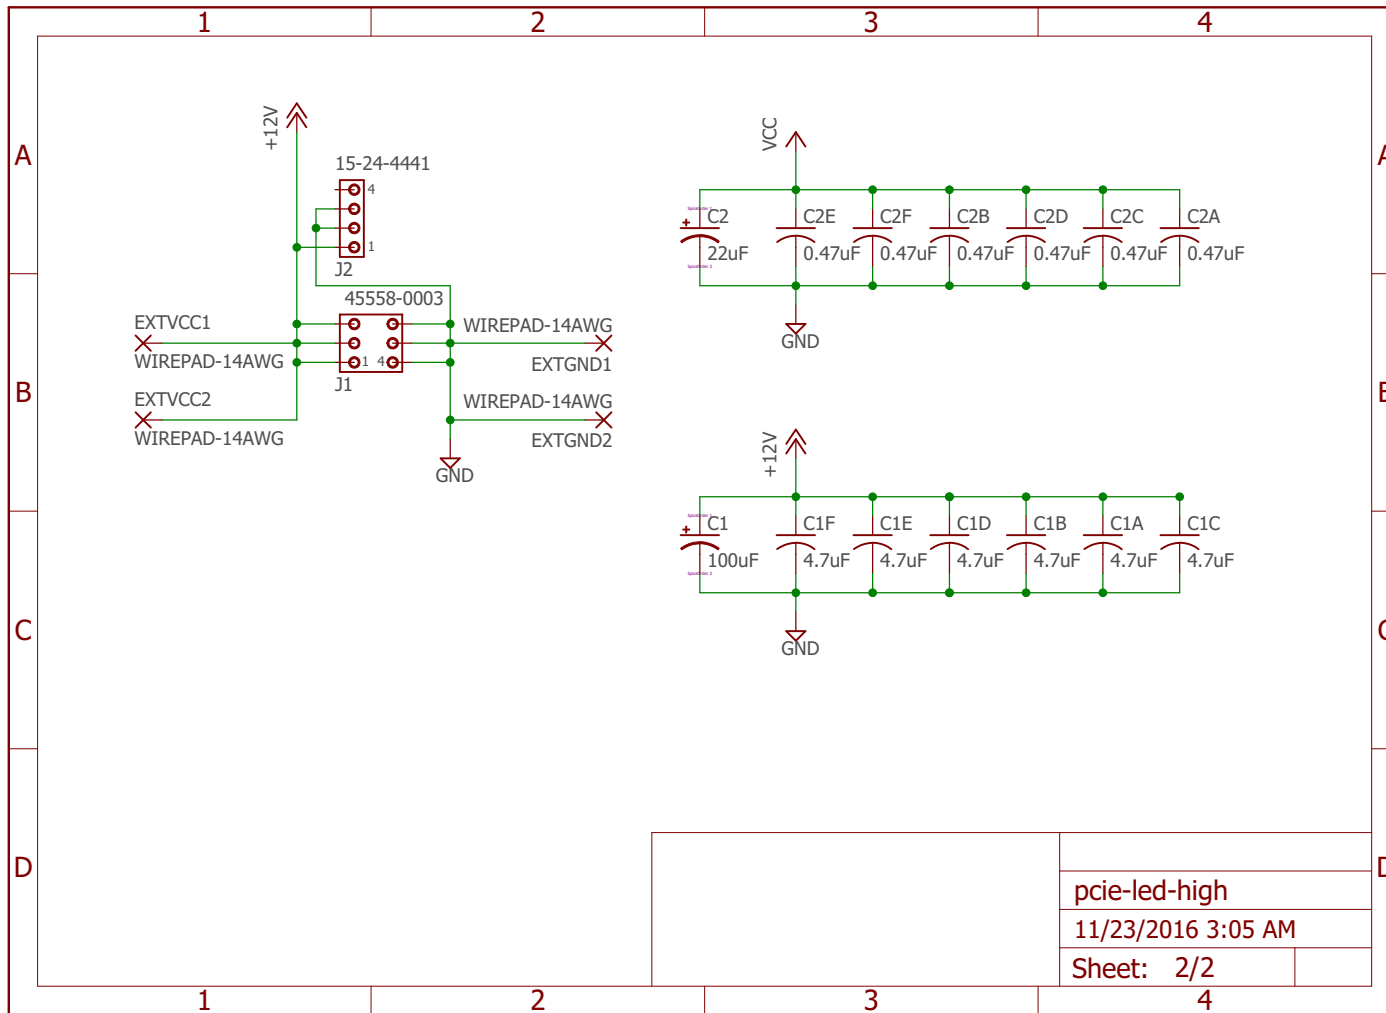 1 2 3 4
A A
+12V
15-24-4441
4
1
J2
45558-0003
EXTVCC1
WIREPAD-14AWG
WIREPAD-14AWG
EXTGND1
1 4
J1
B
EXTVCC2
WIREPAD-14AWG
WIREPAD-14AWG
EXTGND2
GND
VCC
+ C2 C2E C2F C2B C2D C2C C2A
22uF 0.47uF 0.47uF 0.47uF 0.47uF 0.47uF 0.47uF
GND
+12V
+ C1 C1F C1E C1D C1B C1A C1C
100uF 4.7uF 4.7uF 4.7uF 4.7uF 4.7uF 4.7uF
GND
C
D
pcie-led-high
11/23/2016 3:05 AM
Sheet: 2/2
1 2 3 4